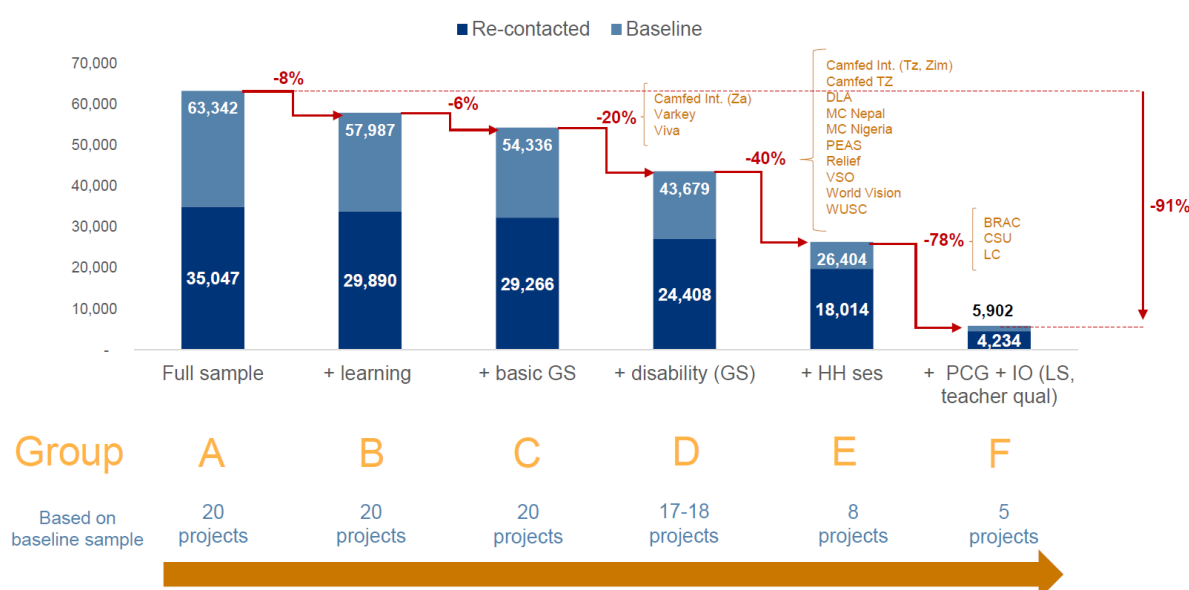 Re-contacted Baseline
70,000
60,000
50,000
40,000
30,000
20,000
10,000
-
-8%
-6%
-20%
-40%
-78%
-91%
Camfed Int. (Za)
Varkey
Viva
Camfed Int. (Tz, Zim)
Camfed TZ
DLA
MC Nepal
MC Nigeria
PEAS
Relief
VSO
World Vision
WUSC
BRAC
CSU
LC
63,342
57,987
54,336
43,679
26,404
5,902
35,047
29,890
29,266
24,408
18,014
4,234
Full sample
+ learning
+ basic GS
+ disability (GS)
+ HH ses
+ PCG + IO (LS,
teacher qual)
Group A B C D E F
Based on
baseline sample
20
projects
20
projects
20
projects
17-18
projects
8
projects
5
projects